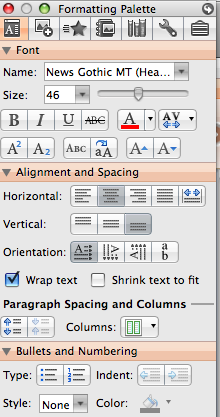 Formatting Palette
Font
Name: News Gothic MT (Hea...
Size: 46
B I U ABC A AV
A² A₂ ABC aA A A
Alignment and Spacing
Horizontal:
Vertical:
Orientation: A ab
Wrap text Shrink text to fit
Paragraph Spacing and Columns
Columns:
Bullets and Numbering
Type: Indent:
Style: None Color: